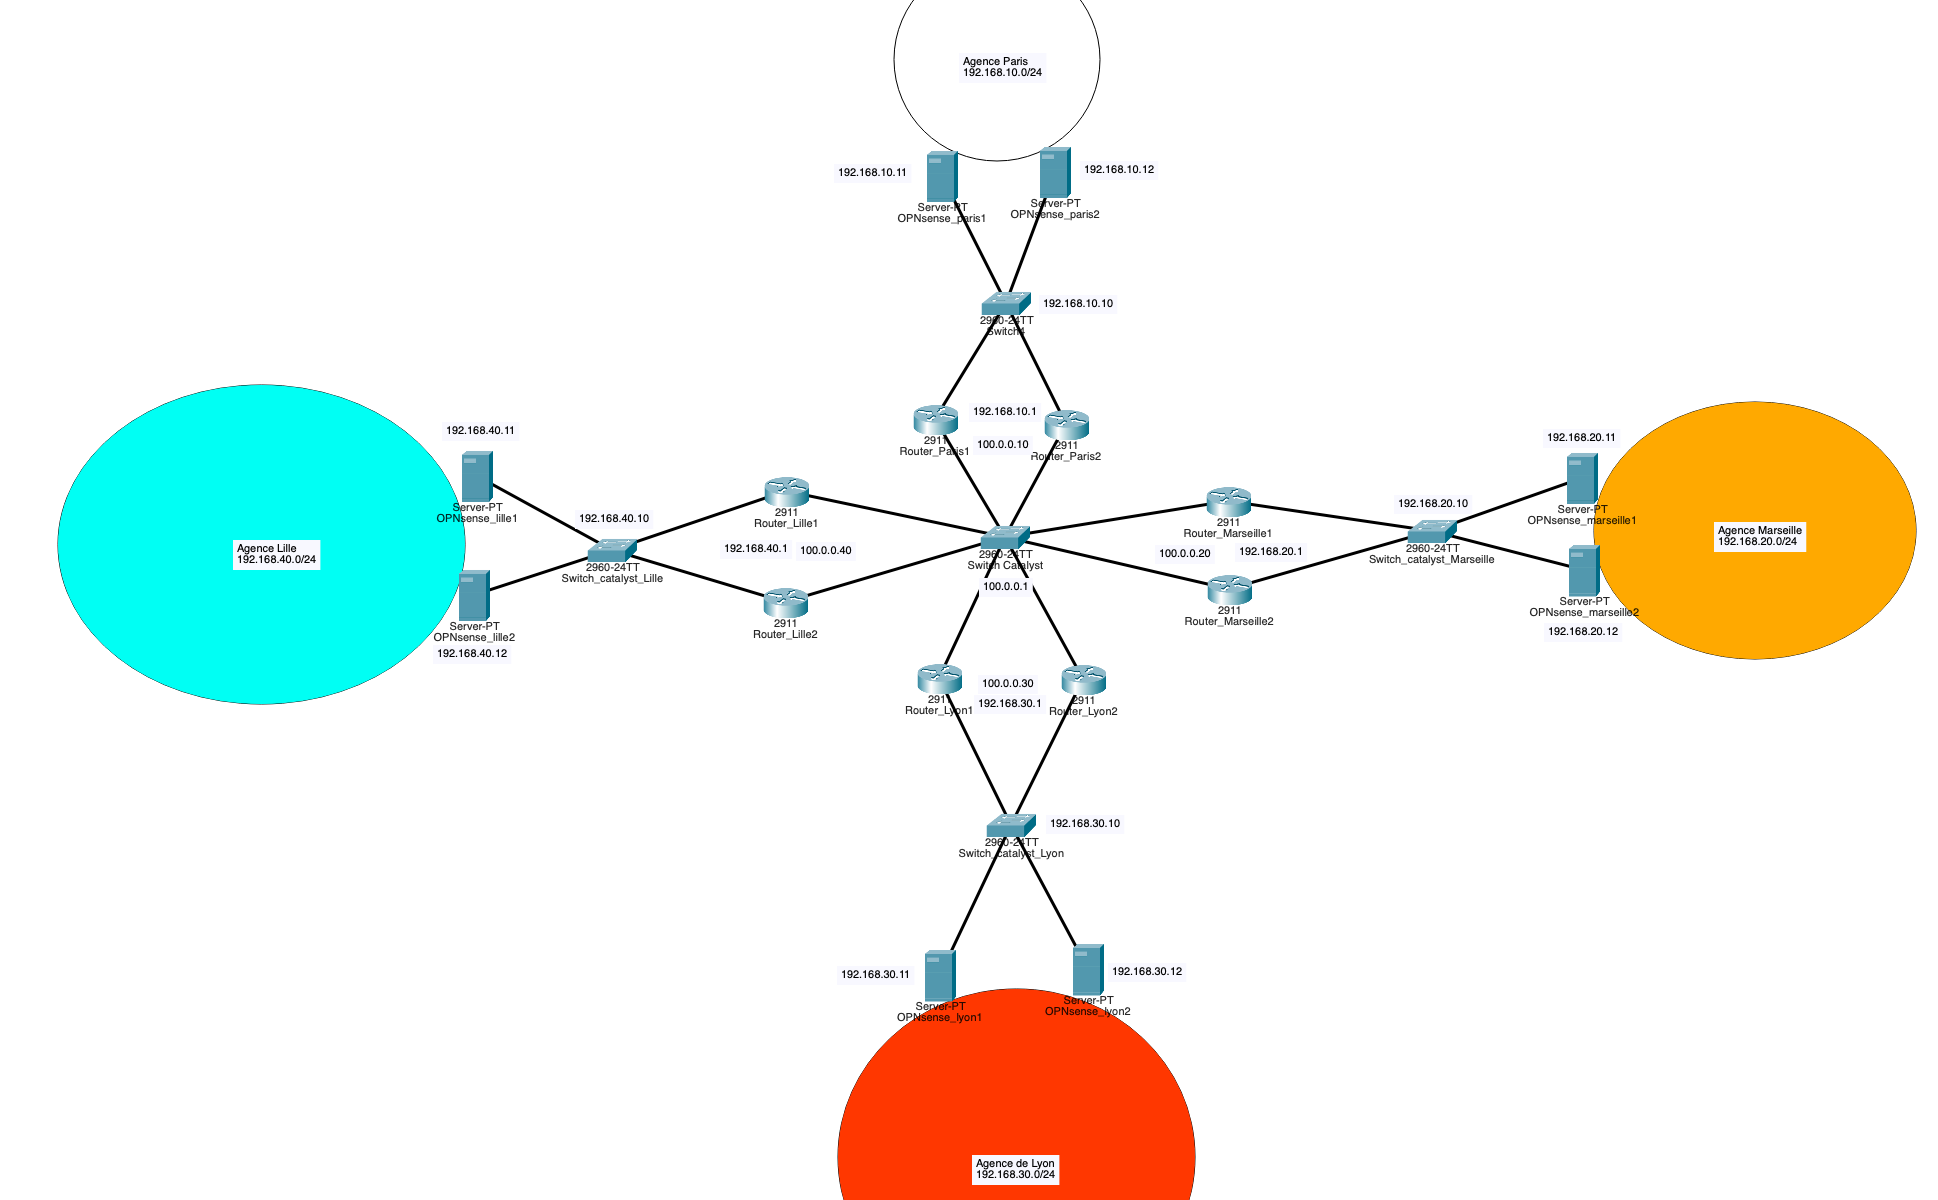 Agence Paris
192.168.10.0/24
192.168.10.11
192.168.10.12
Server-PT
OPNsense_paris1
Server-PT
OPNsense_paris2
192.168.10.10
2960-24TT
Switch4
192.168.10.1
100.0.0.10
2911
Router_Paris1
2911
Router_Paris2
192.168.40.11
Server-PT
OPNsense_lille1
Agence Lille
192.168.40.0/24
192.168.40.10
2960-24TT
Switch_catalyst_Lille
Server-PT
OPNsense_lille2
192.168.40.12
2911
Router_Lille1
192.168.40.1
100.0.0.40
2911
Router_Lille2
2960-24TT
Switch Catalyst
100.0.0.1
2911
Router_Marseille1
100.0.0.20
192.168.20.1
2911
Router_Marseille2
192.168.20.10
2960-24TT
Switch_catalyst_Marseille
192.168.20.11
Server-PT
OPNsense_marseille1
Agence Marseille
192.168.20.0/24
Server-PT
OPNsense_marseille2
192.168.20.12
100.0.0.30
192.168.30.1
2911
Router_Lyon1
2911
Router_Lyon2
192.168.30.10
2960-24TT
Switch_catalyst_Lyon
192.168.30.11
192.168.30.12
Server-PT
OPNsense_lyon1
Server-PT
OPNsense_lyon2
Agence de Lyon
192.168.30.0/24